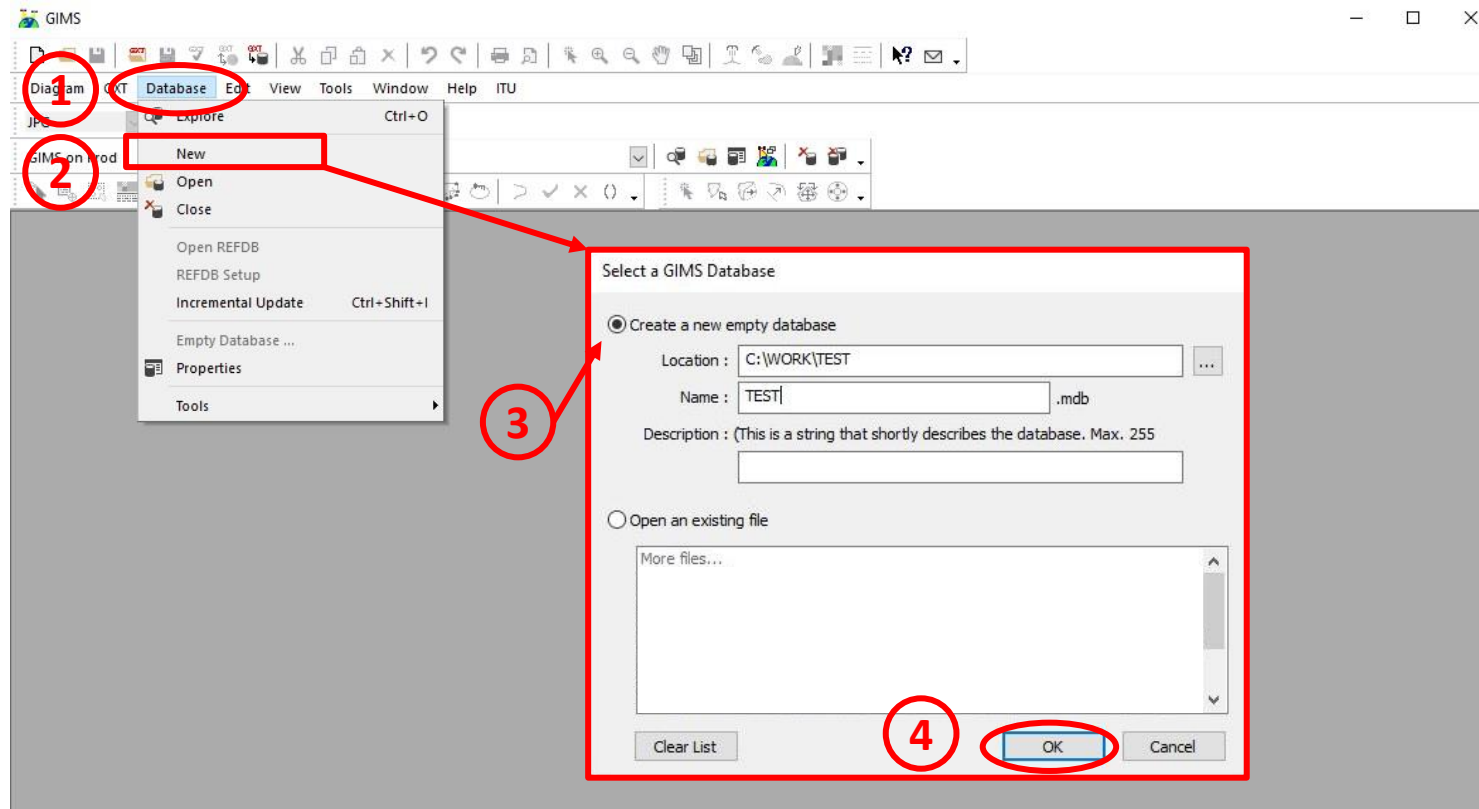 GIMS
Diagram GXT Database Edit View Tools Window Help ITU
1
JPG
Explore Ctrl+O
GIMS on Prod
2
New
Open
Close
Open REFDB
REFDB Setup
Incremental Update Ctrl+Shift+I
Empty Database ...
Properties
Tools
Select a GIMS Database
Create a new empty database
Location : C:\WORK\TEST ...
Name : TEST .mdb
3
Description : (This is a string that shortly describes the database. Max. 255
Open an existing file
More files...
4
Clear List OK Cancel